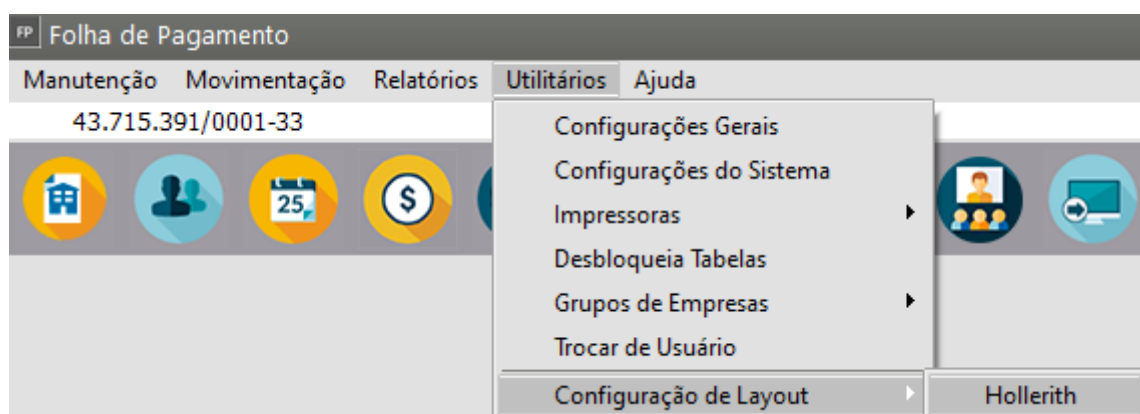 FP Folha de Pagamento
Manutenção Movimentação Relatórios Utilitários Ajuda
43.715.391/0001-33
Configurações Gerais
Configurações do Sistema
Impressoras
Desbloqueia Tabelas
Grupos de Empresas
Trocar de Usuário
Configuração de Layout Hollerith
25
$